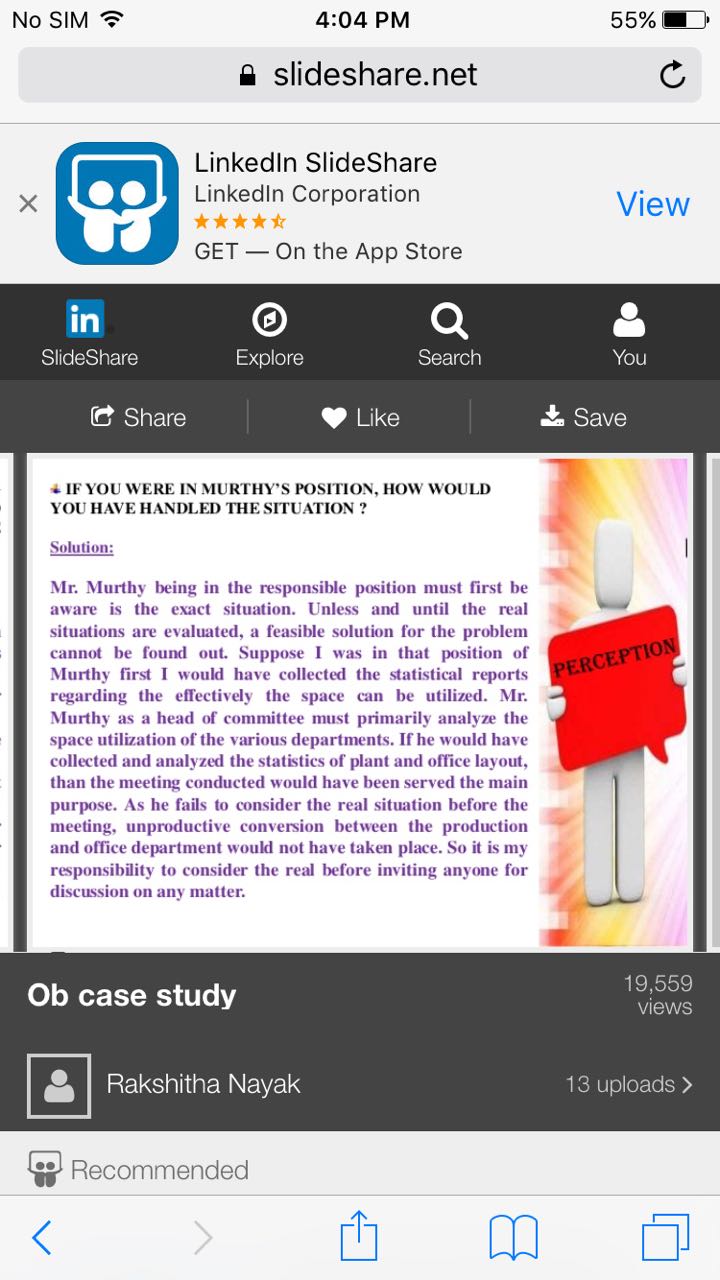 No SIM 4:04 PM 55%
slideshare.net
LinkedIn SlideShare
LinkedIn Corporation
GET — On the App Store
View
in
SlideShare Explore Search You
Share Like Save
IF YOU WERE IN MURTHY'S POSITION, HOW WOULD
YOU HAVE HANDLED THE SITUATION ?
Solution:
Mr. Murthy being in the responsible position must first be
aware is the exact situation. Unless and until the real
situations are evaluated, a feasible solution for the problem
cannot be found out. Suppose I was in that position of
Murthy first I would have collected the statistical reports
regarding the effectively the space can be utilized. Mr.
Murthy as a head of committee must primarily analyze the
space utilization of the various departments. If he would have
collected and analyzed the statistics of plant and office layout,
than the meeting conducted would have been served the main
purpose. As he fails to consider the real situation before the
meeting, unproductive conversion between the production
and office department would not have taken place. So it is my
responsibility to consider the real before inviting anyone for
discussion on any matter.
PERCEPTION
Ob case study
19,559
views
Rakshitha Nayak
13 uploads
Recommended